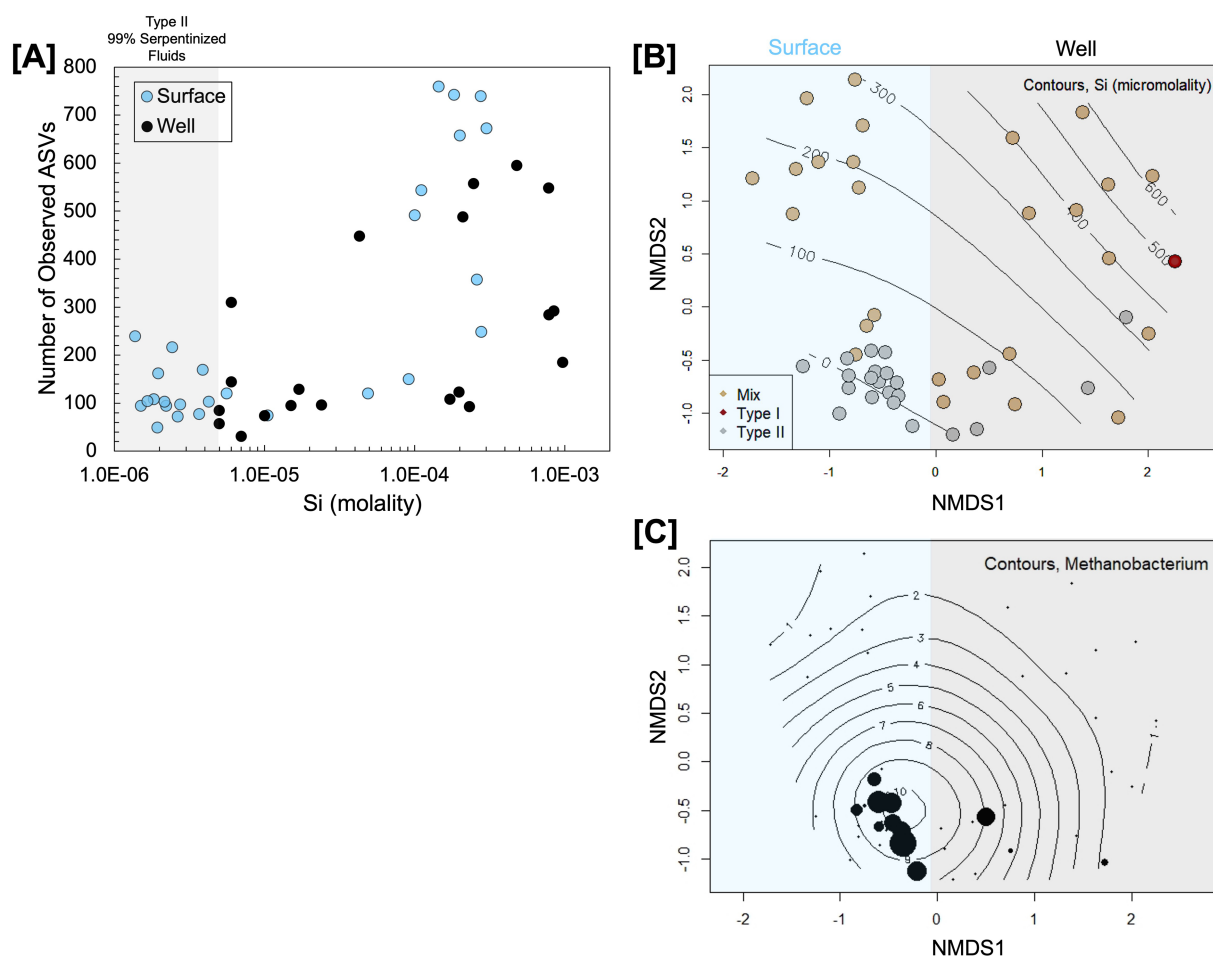 Type II
99% Serpentinized
Fluids
[A]
800
700
600
500
400
300
200
100
0
Number of Observed ASVs
Surface
Well
1.0E-06
1.0E-05
1.0E-04
1.0E-03
Si (molality)
[B]
Surface
Well
Contours, Si (micromolality)
300
200
100
0
500
600
2.0
1.5
1.0
0.5
0.0
-0.5
-1.0
NMDS2
Mix
Type I
Type II
-2
-1
0
1
2
NMDS1
[C]
Contours, Methanobacterium
1
2
3
4
5
6
7
8
10
9
1
2.0
1.5
1.0
0.5
0.0
-0.5
-1.0
NMDS2
-2
-1
0
1
2
NMDS1